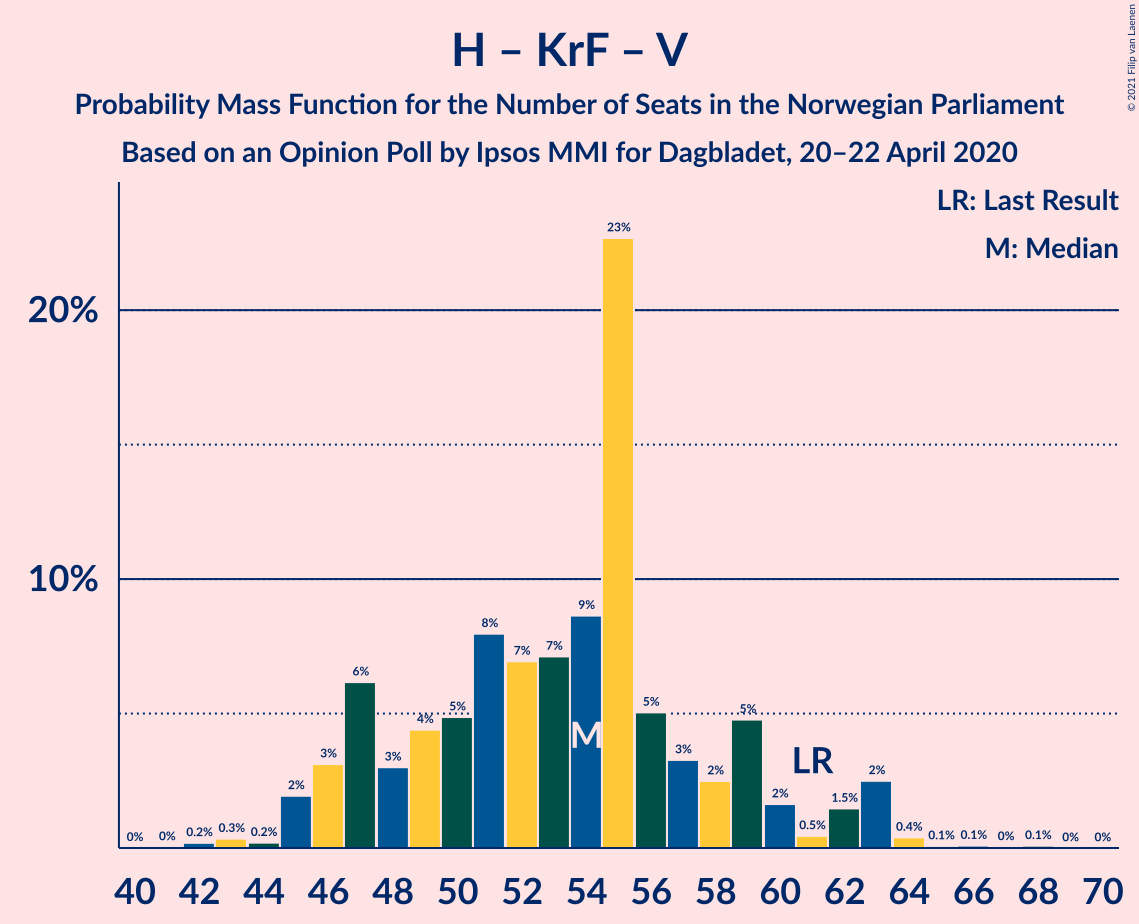 H – KrF – V
Probability Mass Function for the Number of Seats in the Norwegian Parliament
Based on an Opinion Poll by Ipsos MMI for Dagbladet, 20–22 April 2020
© 2021 Filip van Laenen
LR: Last Result
M: Median
20%
10%
0% 0% 0.2% 0.3% 0.2% 2% 3% 6% 3% 4% 5% 8% 7% 7% 9% 23% 5% 3% 2% 5% 2% 0.5% 1.5% 2% 0.4% 0.1% 0.1% 0% 0.1% 0% 0%
M
LR
40 42 44 46 48 50 52 54 56 58 60 62 64 66 68 70